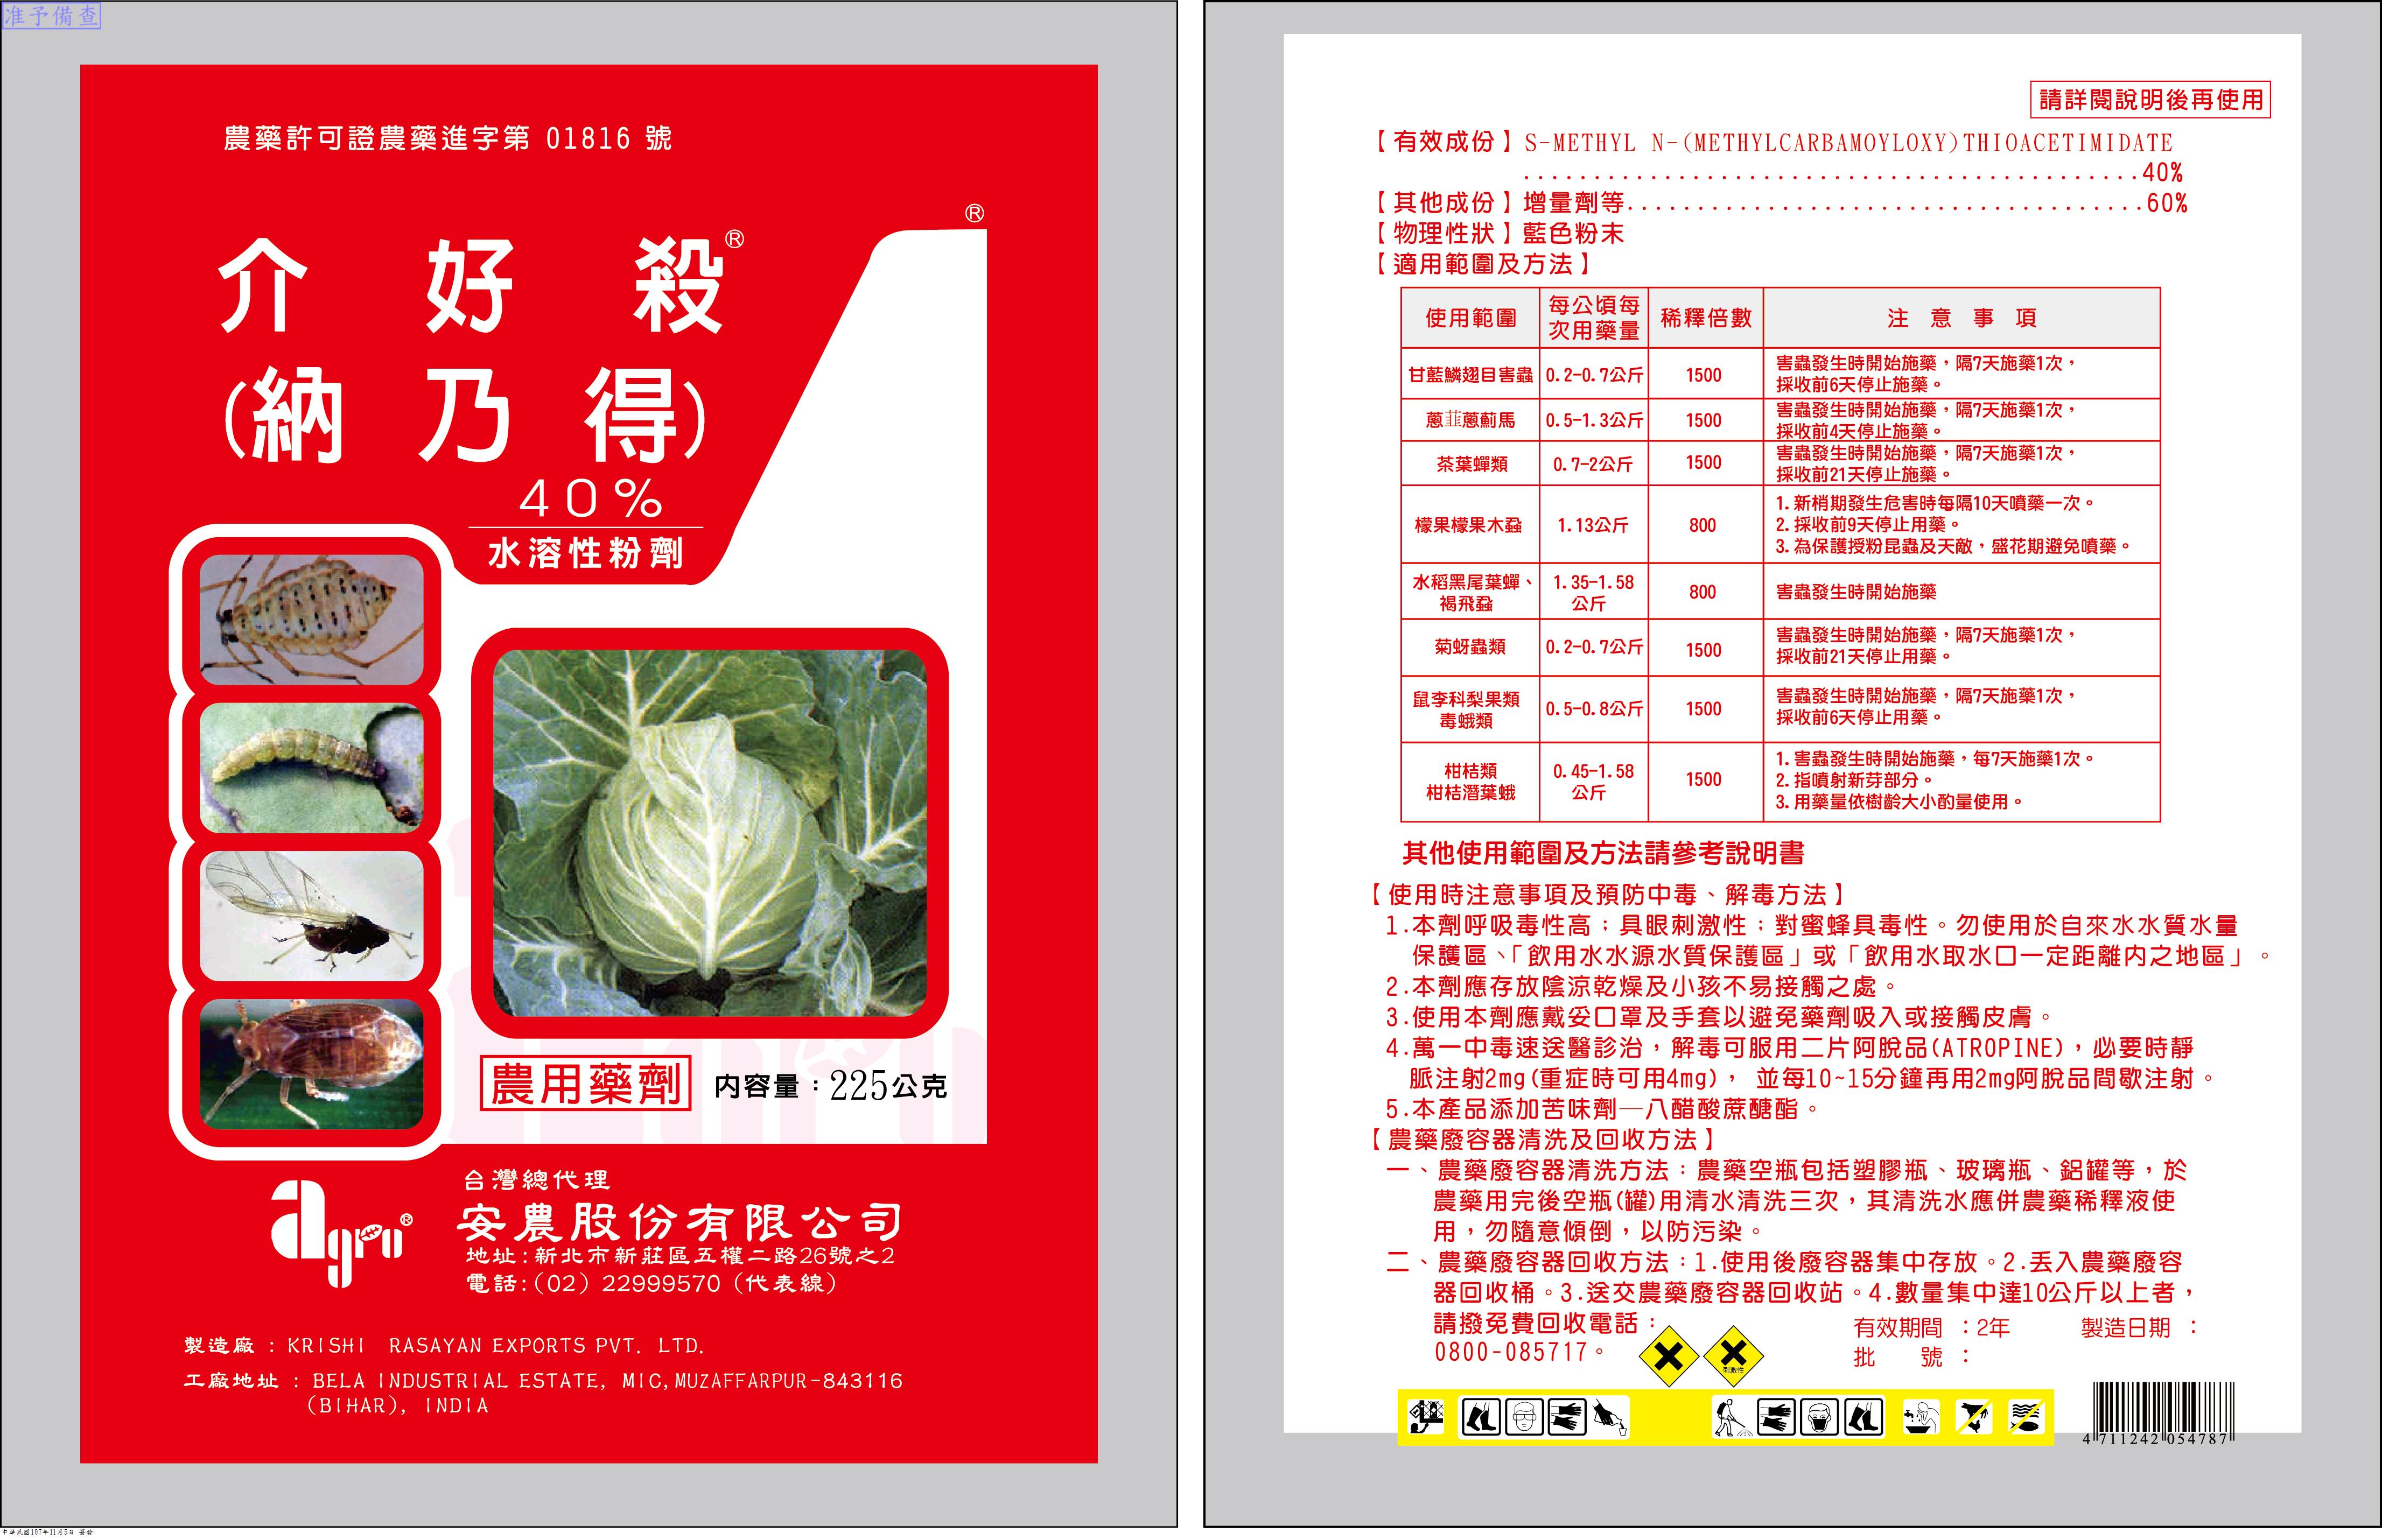 准予備查
農藥許可證農藥進字第 01816 號
®
介 好 殺®
(納 乃 得)
40%
水溶性粉劑
農用藥劑 內容量：225公克
agro®
台灣總代理
安農股份有限公司
地址:新北市新莊區五權二路26號之2
電話:(02) 22999570 (代表線)
製造廠 : KRISHI RASAYAN EXPORTS PVT. LTD.
工廠地址 : BELA INDUSTRIAL ESTATE, MIC,MUZAFFARPUR-843116
(BIHAR), INDIA
中華民國107年11月5日 簽發
請詳閱說明後再使用
【有效成份】S-METHYL N-(METHYLCARBAMOYLOXY)THIOACETIMIDATE
............................................40%
【其他成份】增量劑等.....................................60%
【物理性狀】藍色粉末
【適用範圍及方法】
使用範圍 每公頃每次用藥量 稀釋倍數 注 意 事 項
甘藍鱗翅目害蟲 0.2-0.7公斤 1500 害蟲發生時開始施藥，隔7天施藥1次，
採收前6天停止施藥。
蔥韮蔥薊馬 0.5-1.3公斤 1500 害蟲發生時開始施藥，隔7天施藥1次，
採收前4天停止施藥。
茶葉蟬類 0.7-2公斤 1500 害蟲發生時開始施藥，隔7天施藥1次，
採收前21天停止施藥。
檬果檬果木蝨 1.13公斤 800 1.新梢期發生危害時每隔10天噴藥一次。
2.採收前9天停止用藥。
3.為保護授粉昆蟲及天敵，盛花期避免噴藥。
水稻黑尾葉蟬、褐飛蝨 1.35-1.58公斤 800 害蟲發生時開始施藥
菊蚜蟲類 0.2-0.7公斤 1500 害蟲發生時開始施藥，隔7天施藥1次，
採收前21天停止用藥。
鼠李科梨果類毒蛾類 0.5-0.8公斤 1500 害蟲發生時開始施藥，隔7天施藥1次，
採收前6天停止用藥。
柑桔類柑桔潛葉蛾 0.45-1.58公斤 1500 1.害蟲發生時開始施藥，每7天施藥1次。
2.指噴射新芽部分。
3.用藥量依樹齡大小酌量使用。
其他使用範圍及方法請參考說明書
【使用時注意事項及預防中毒、解毒方法】
1.本劑呼吸毒性高；具眼刺激性；對蜜蜂具毒性。勿使用於自來水水質水量
保護區、「飲用水水源水質保護區」或「飲用水取水口一定距離內之地區」。
2.本劑應存放陰涼乾燥及小孩不易接觸之處。
3.使用本劑應戴妥口罩及手套以避免藥劑吸入或接觸皮膚。
4.萬一中毒速送醫診治，解毒可服用二片阿脫品(ATROPINE)，必要時靜
脈注射2mg(重症時可用4mg)， 並每10~15分鐘再用2mg阿脫品間歇注射。
5.本產品添加苦味劑—八醋酸蔗醣酯。
【農藥廢容器清洗及回收方法】
一、農藥廢容器清洗方法：農藥空瓶包括塑膠瓶、玻璃瓶、鋁罐等，於
農藥用完後空瓶(罐)用清水清洗三次，其清洗水應併農藥稀釋液使
用，勿隨意傾倒，以防污染。
二、農藥廢容器回收方法：1.使用後廢容器集中存放。2.丟入農藥廢容
器回收桶。3.送交農藥廢容器回收站。4.數量集中達10公斤以上者，
請撥免費回收電話：
0800-085717。
刺激性
有效期間 ：2年 製造日期 ：
批 號 ：
4 711242 054787